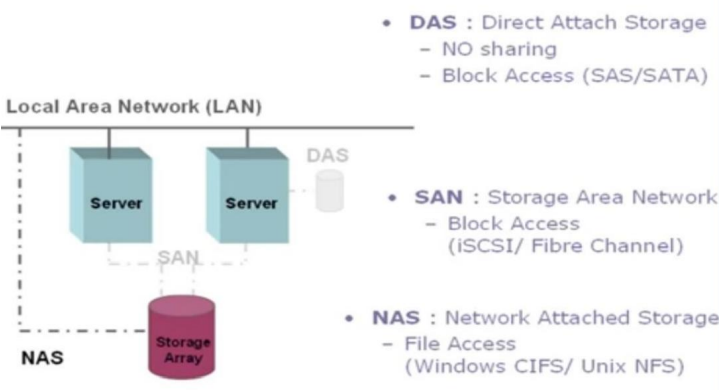 • DAS : Direct Attach Storage
– NO sharing
– Block Access (SAS/SATA)
Local Area Network (LAN)
DAS
Server
Server
• SAN : Storage Area Network
– Block Access
(iSCSI/ Fibre Channel)
SAN
• NAS : Network Attached Storage
– File Access
(Windows CIFS/ Unix NFS)
Storage
Array
NAS